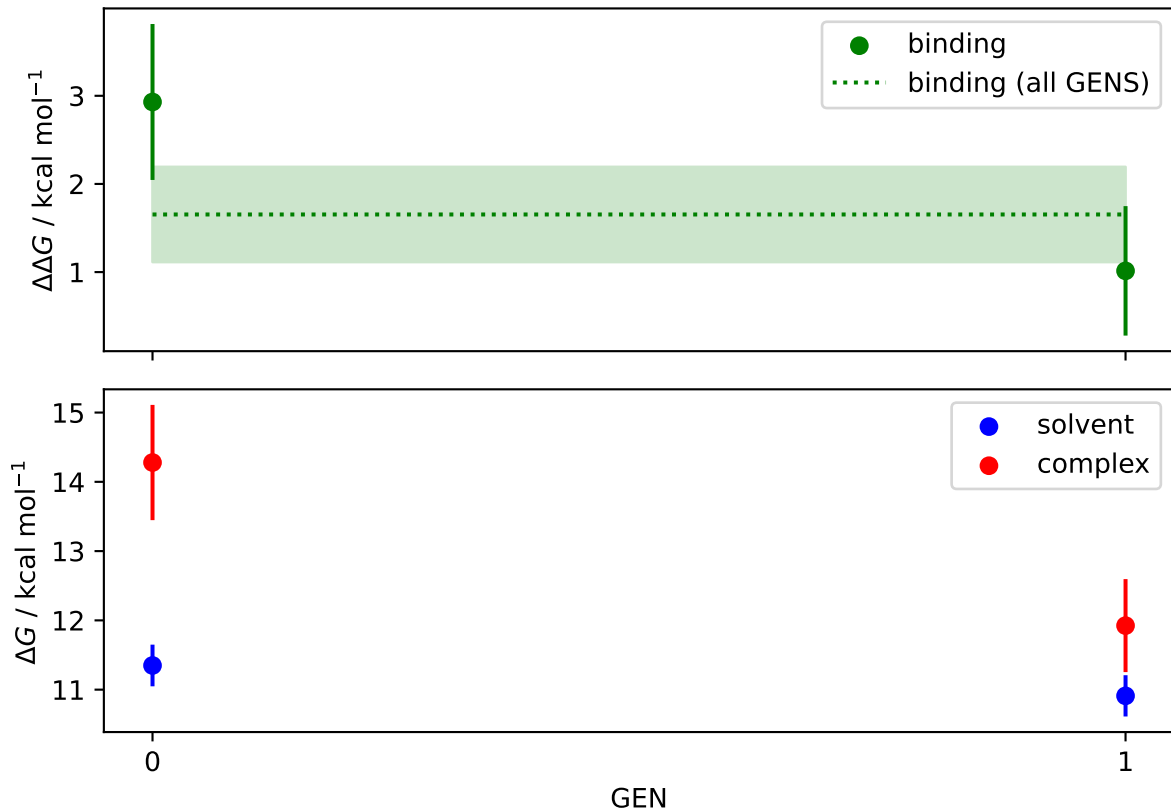 binding
binding (all GENS)
3
2
1
ΔΔG / kcal mol⁻¹
solvent
complex
15
14
13
12
11
ΔG / kcal mol⁻¹
0 1
GEN